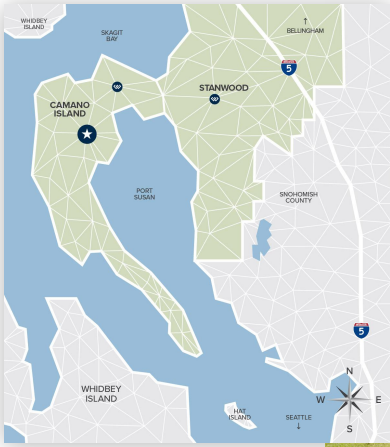 WHIDBEY
ISLAND
SKAGIT
BAY
↑
BELLINGHAM
5
STANWOOD
CAMANO
ISLAND
PORT
SUSAN
SNOHOMISH
COUNTY
5
WHIDBEY
ISLAND
HAT
ISLAND
SEATTLE
↓
N
W
E
S